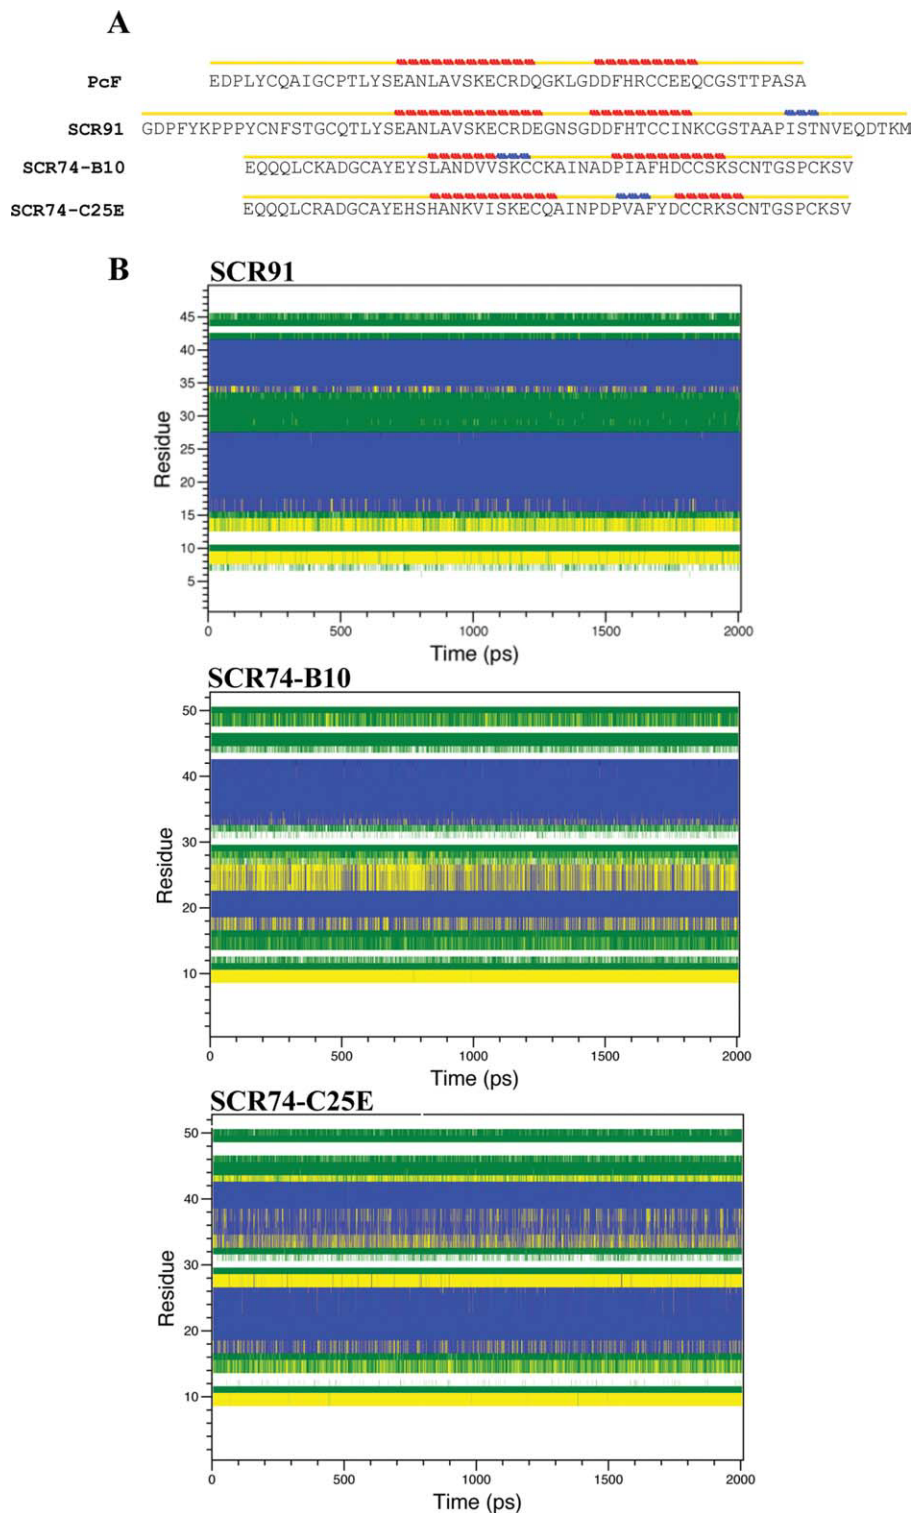 A
PcF
EDPLYCQAIGCPTLYSEANLAVSKECRDQGKLGDDFHRCCEEQCGSTTPASA
SCR91
GDPFYKPPPYCNFSTGCQTLYSEANLAVSKECRDEGNSGDDFHTCCINKCGSTAAPISTNVEQDTKM
SCR74-B10
EQQQLCKADGCAYEYSLANDVVSKCCKAINADPIAFHDCCSKSCNTGSPCKSV
SCR74-C25E
EQQQLCRADGCAYEHSHANKVISKECQAINPDPVAFYDCCRKSCNTGSPCKSV
B
SCR91
45
40
35
30
25
20
15
10
5
Residue
0 500 1000 1500 2000
Time (ps)
SCR74-B10
50
40
30
20
10
Residue
0 500 1000 1500 2000
Time (ps)
SCR74-C25E
50
40
30
20
10
Residue
0 500 1000 1500 2000
Time (ps)